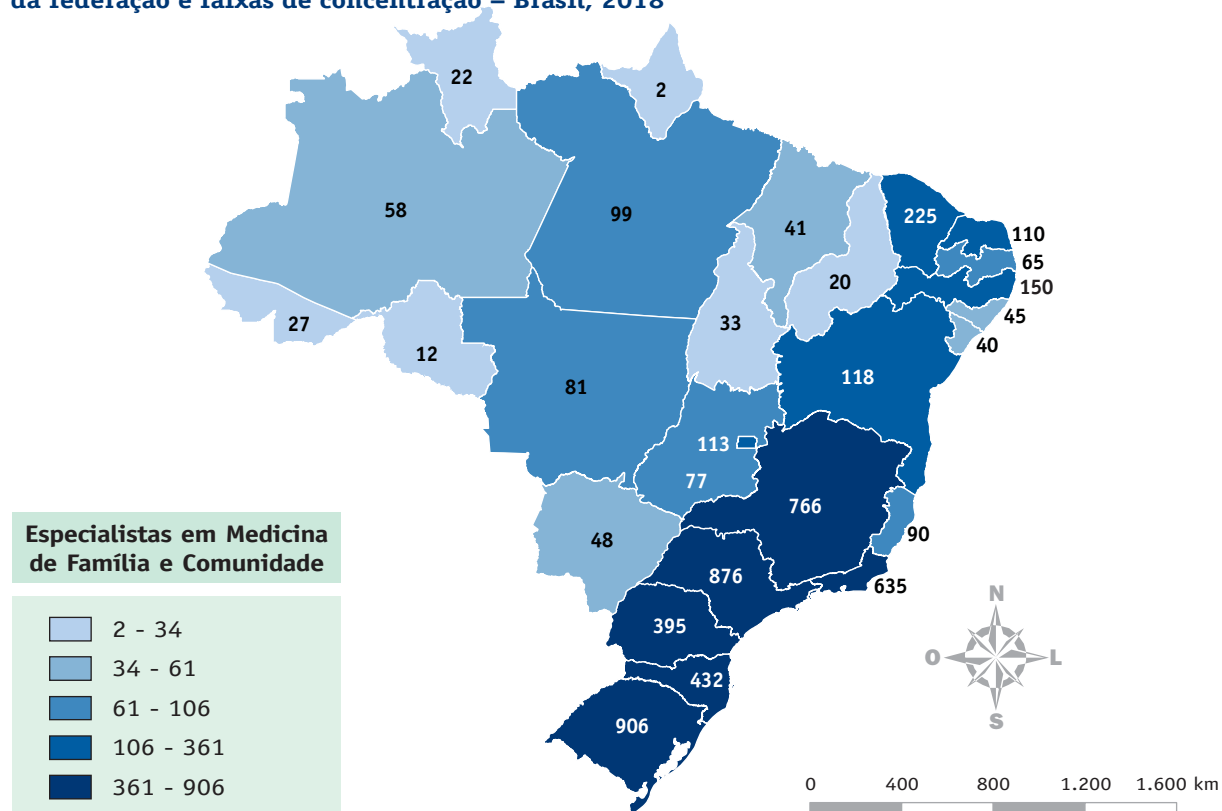 da federação e faixas de concentração – Brasil, 2018
22
2
58
99
41
225
110
65
20
150
45
27
33
40
12
118
81
113
77
766
90
48
876
635
395
432
906
Especialistas em Medicina
de Família e Comunidade
2 - 34
34 - 61
61 - 106
106 - 361
361 - 906
N
O
L
S
0 400 800 1.200 1.600 km